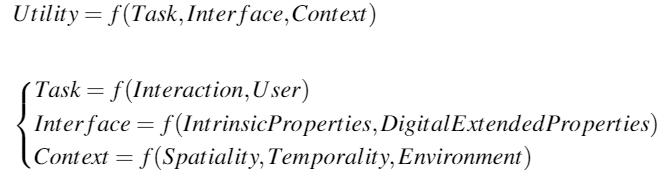 Utility = f(Task,Interface,Context)
Task = f(Interaction,User)
Interface = f(IntrinsicProperties,DigitalExtendedProperties)
Context = f(Spatiality,Temporality,Environment)